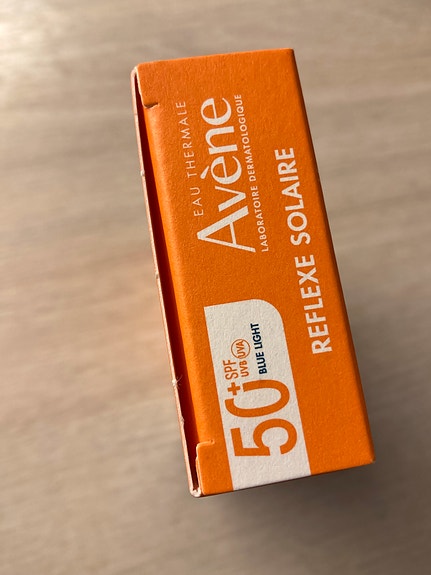 EAU THERMALE
Avène
LABORATOIRE DERMATOLOGIQUE
REFLEXE SOLAIRE
50+ SPF
UVB UVA
BLUE LIGHT